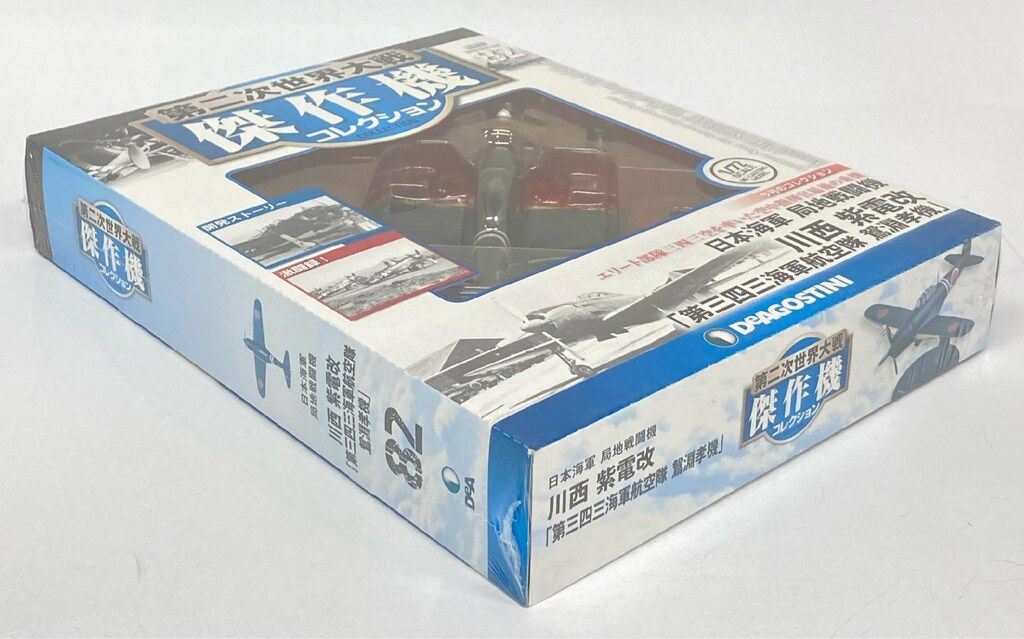 第二次世界大戦
傑作機
コレクション
COLLECTION
82
開発ストーリー
激闘録!
1/72
SCALE
日本海軍 局地戦闘機
川西 紫電改
「第三四三海軍航空隊 鴛淵孝機」
DeAGOSTINI
第二次世界大戦
傑作機
コレクション
日本海軍
局地戦闘機
川西 紫電改
「第三四三海軍航空隊
鴛淵孝機」
82
DeA
第二次世界大戦
傑作機
コレクション
日本海軍 局地戦闘機
川西 紫電改
「第三四三海軍航空隊 鴛淵孝機」